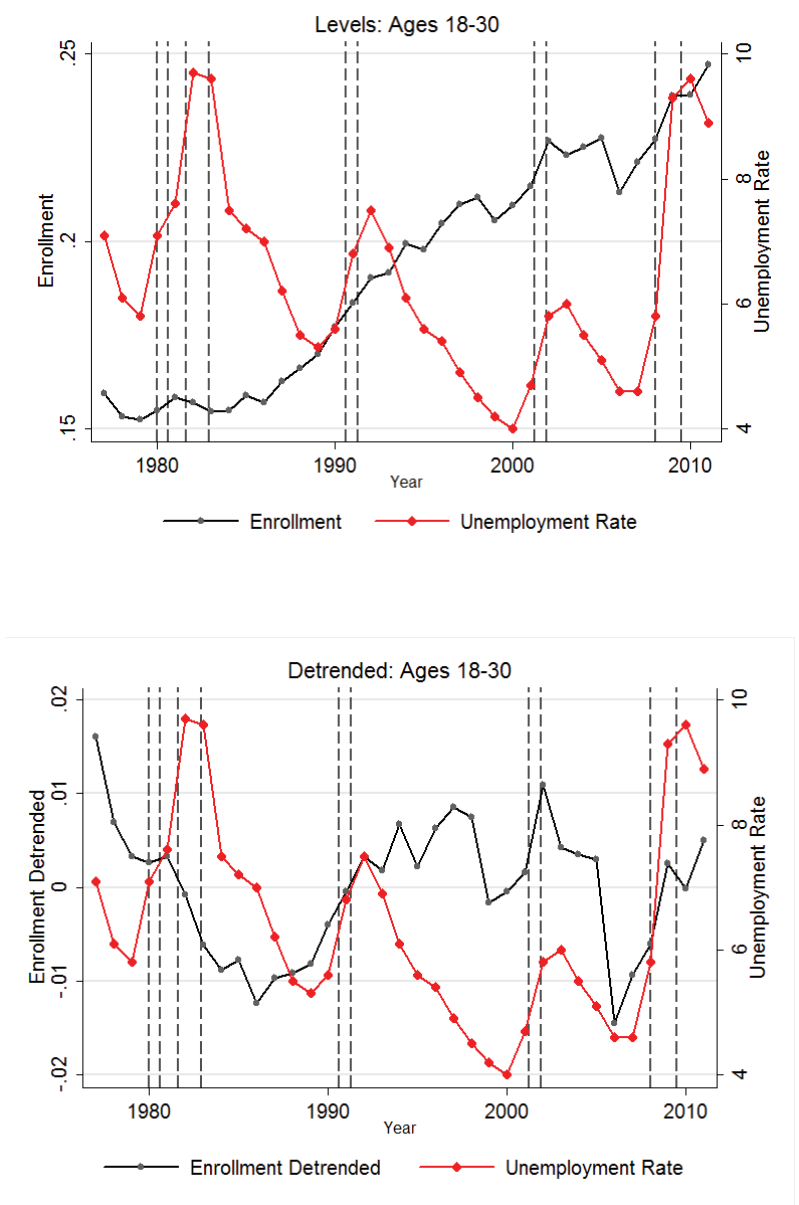 Levels: Ages 18-30
Enrollment
.25
.2
.15
10
8
6
4
Unemployment Rate
1980 1990 2000 2010
Year
Enrollment Unemployment Rate
Detrended: Ages 18-30
Enrollment Detrended
.02
.01
0
-.01
-.02
10
8
6
4
Unemployment Rate
1980 1990 2000 2010
Year
Enrollment Detrended Unemployment Rate